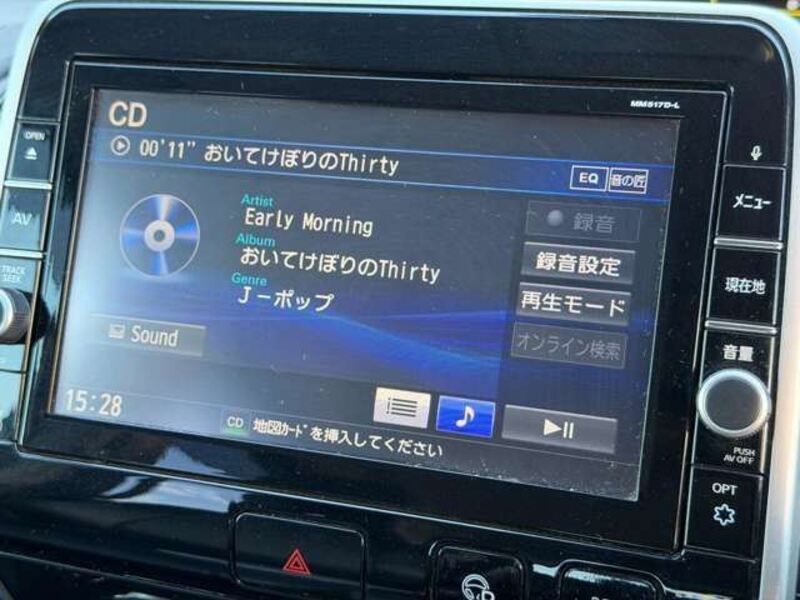 MM517D-L
CD
00'11" おいてけぼりのThirty
EQ 音の匠
Artist
Early Morning
Album
おいてけぼりのThirty
Genre
J-ポップ
Sound
録音
録音設定
再生モード
オンライン検索
15:28
CD 地図ｶｰﾄﾞを挿入してください
OPEN
AV
TRACK
SEEK
メニュー
現在地
音量
PUSH
AV OFF
OPT